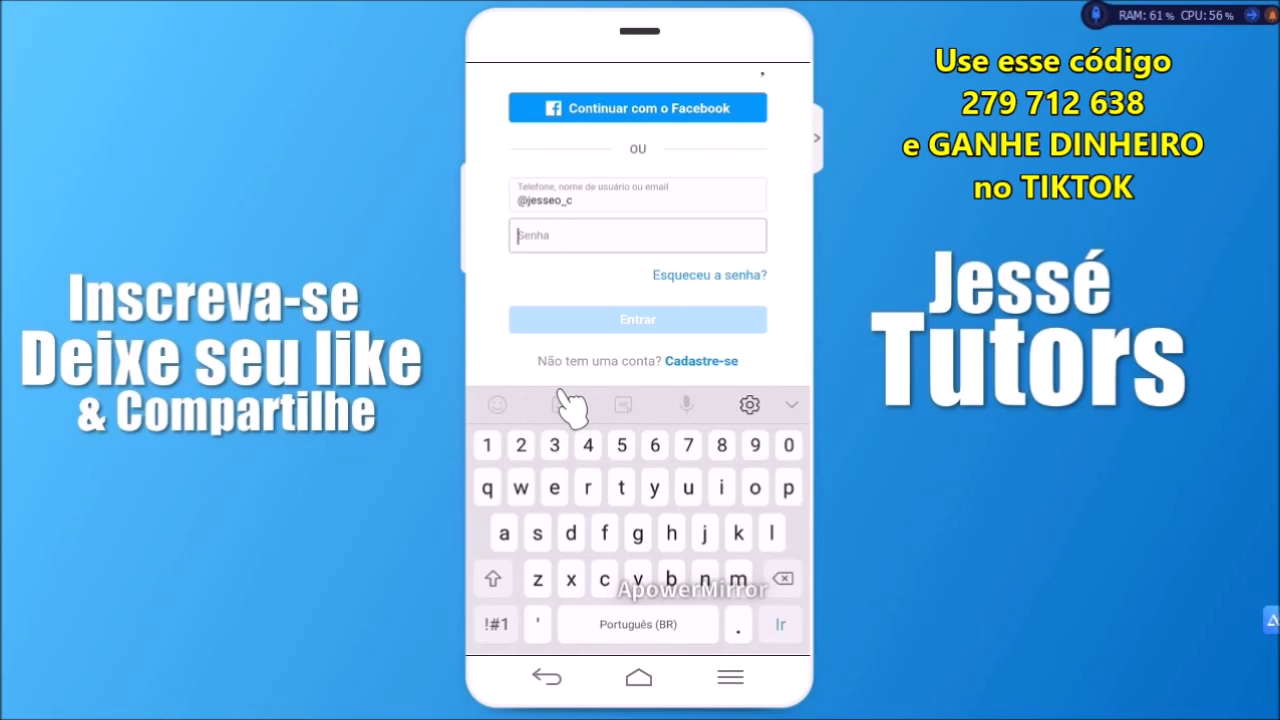 RAM: 61 % CPU: 56 %
Use esse código
279 712 638
e GANHE DINHEIRO
no TIKTOK
Inscreva-se
Deixe seu like
& Compartilhe
Continuar com o Facebook
OU
Telefone, nome de usuário ou email
@jesseo_c
Senha
Esqueceu a senha?
Entrar
Não tem uma conta? Cadastre-se
1 2 3 4 5 6 7 8 9 0
q w e r t y u i o p
a s d f g h j k l
z x c v b n m
ApowerMirror
!#1 ' Português (BR) . Ir
Jessé
Tutors